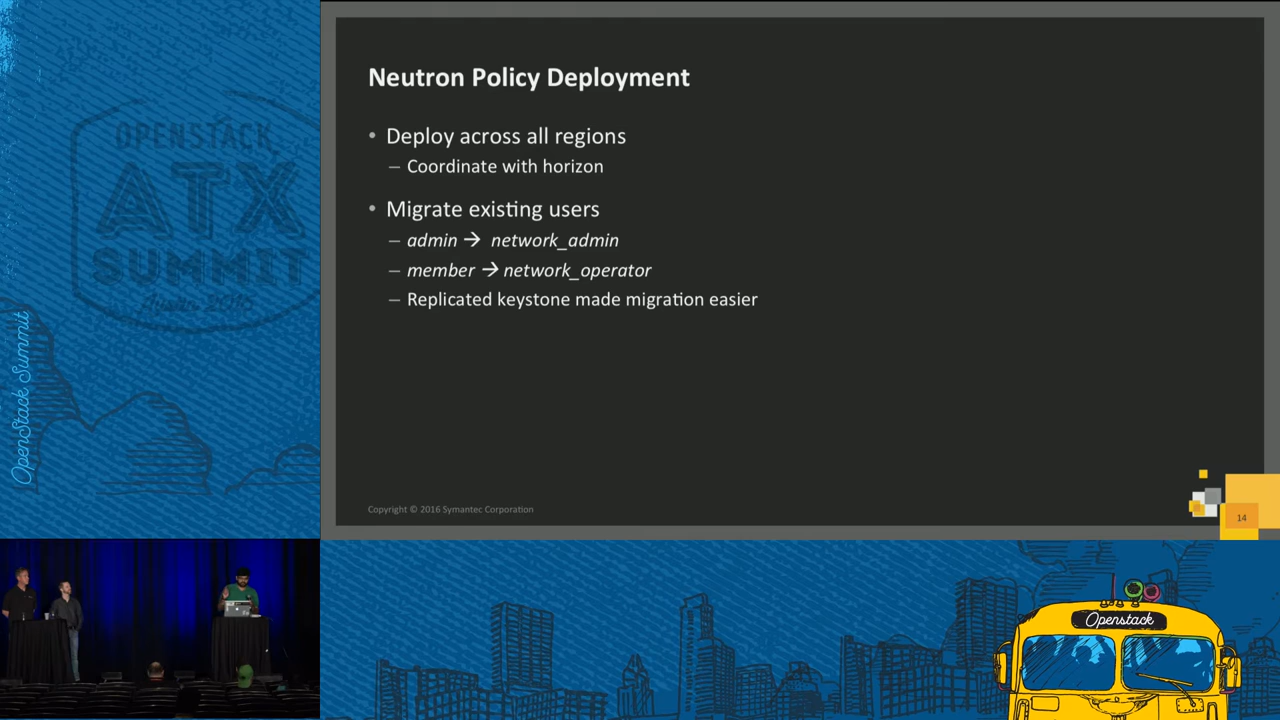 OPENSTACK
ATX
SUMMIT
Austin 2016
OpenStack Summit
Neutron Policy Deployment
• Deploy across all regions
– Coordinate with horizon
• Migrate existing users
– admin → network_admin
– member → network_operator
– Replicated keystone made migration easier
Copyright © 2016 Symantec Corporation
14
Openstack